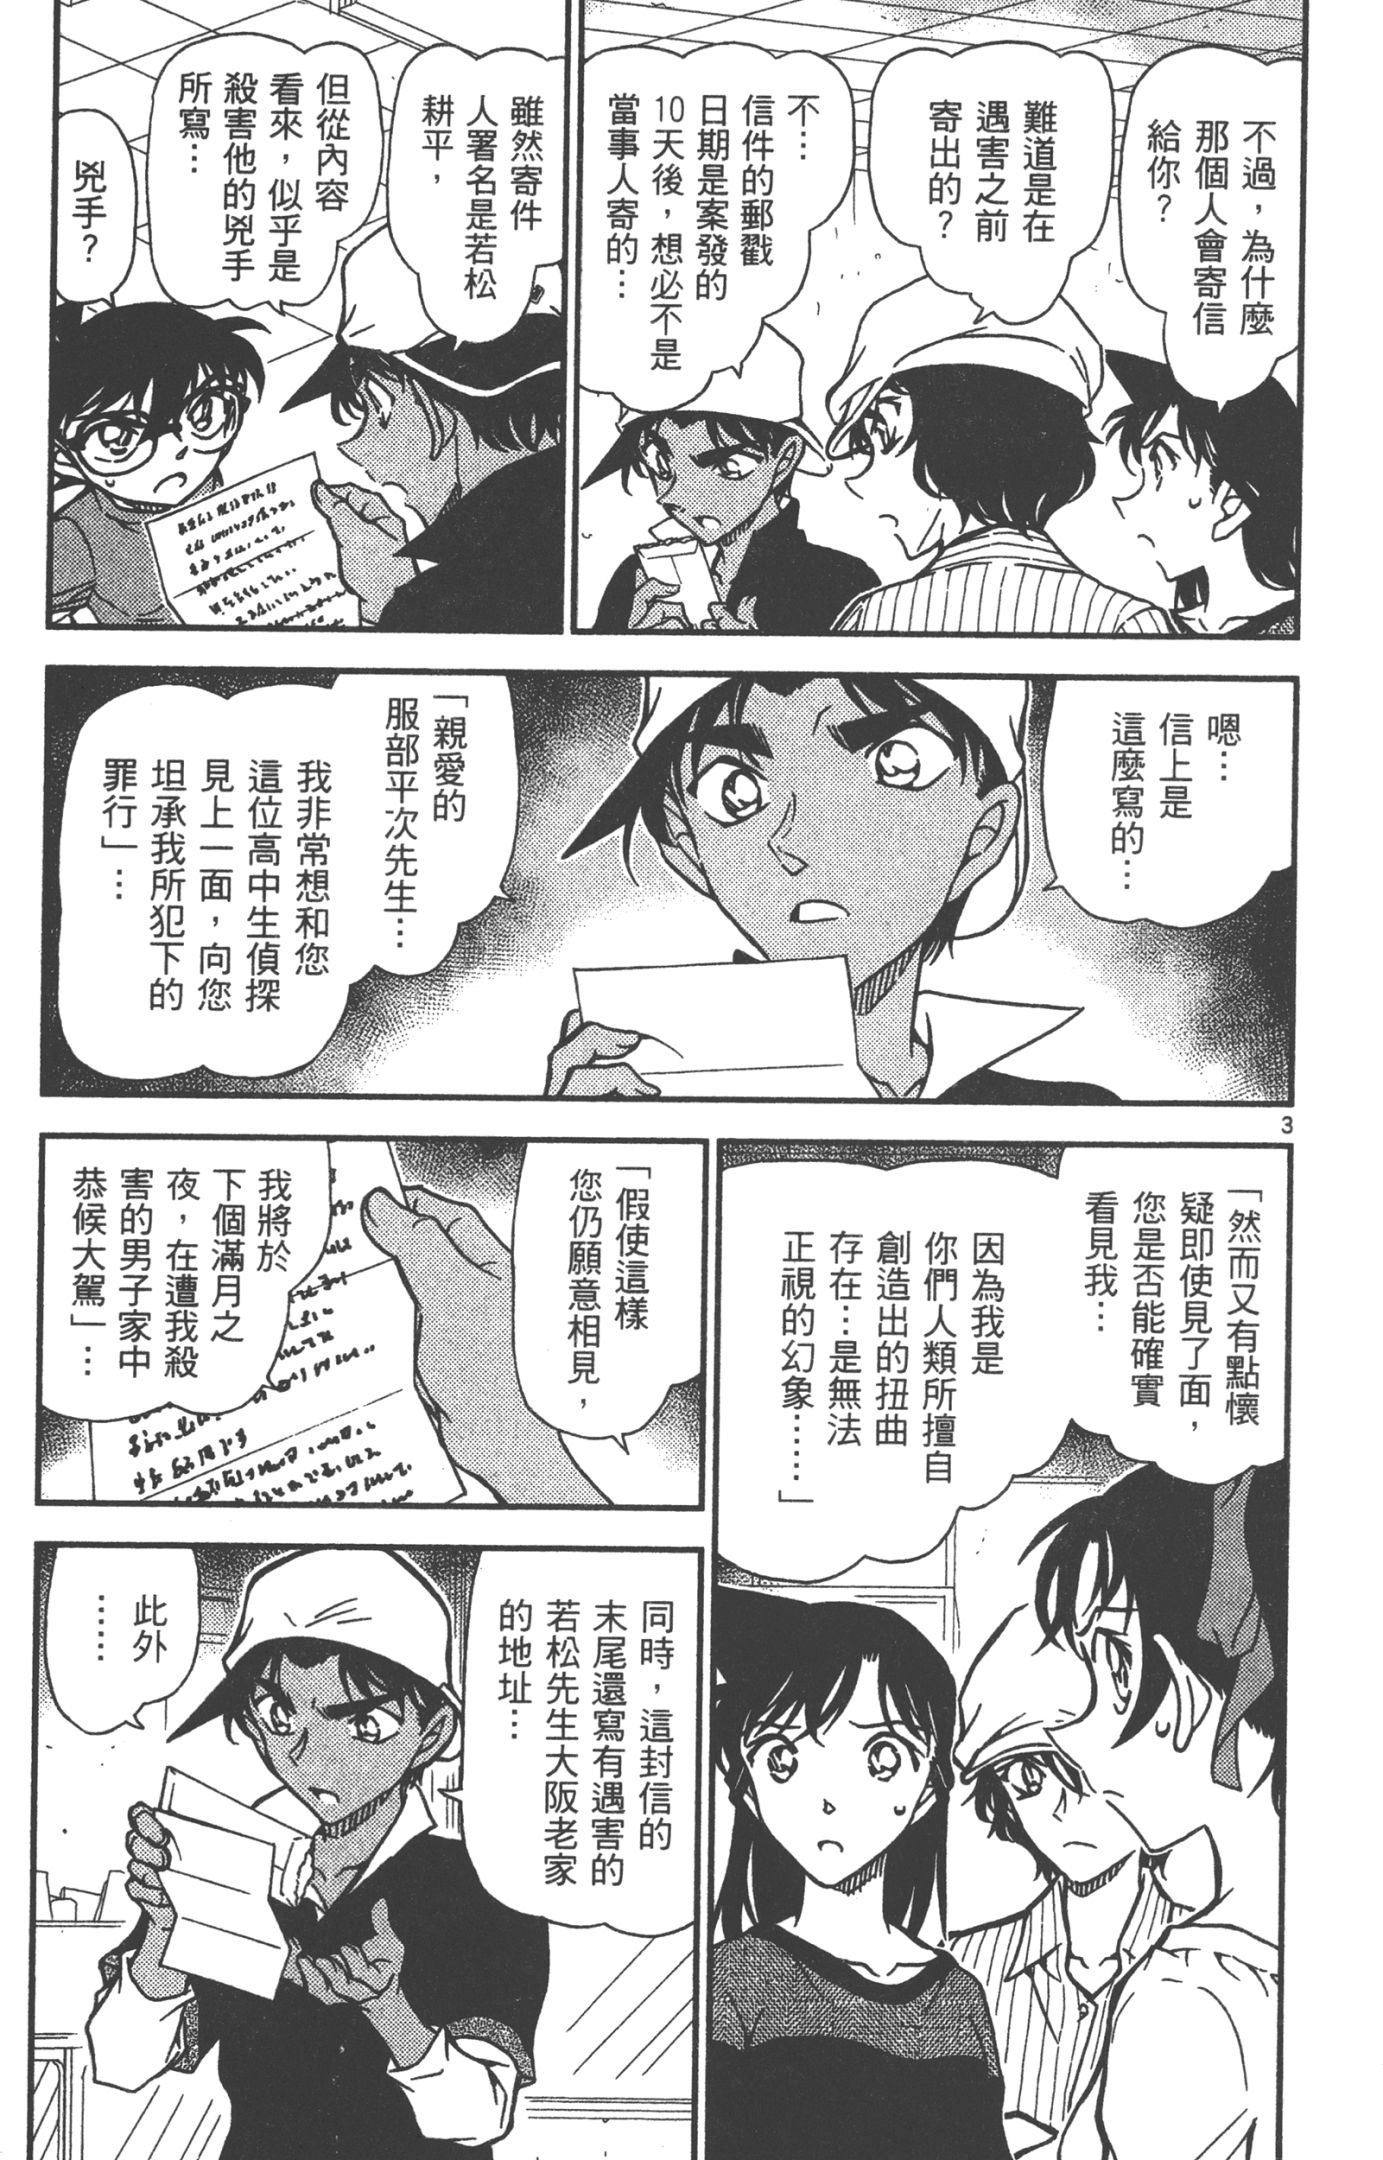 不過，為什麼
那個人會寄信
給你？
難道是在
遇害之前
寄出的？
不…
信件的郵戳
日期是案發的
10天後，想必不是
當事人寄的…
雖然寄件
人署名是若松
耕平，
但從內容
看來，似乎是
殺害他的兇手
所寫…
兇手？
嗯…
信上是
這麼寫的…
「親愛的
服部平次先生…
我非常想和您
這位高中生偵探
見上一面，向您
坦承我所犯下的
罪行」…
3
「然而又有點懷
疑即使見了面，
您是否能確實
看見我…
因為我是
你們人類所擅自
創造出的扭曲
存在…是無法
正視的幻象……」
「假使這樣
您仍願意相見，
我將於
下個滿月之
夜，在遭我殺
害的男子家中
恭候大駕」…
同時，這封信的
末尾還寫有遇害的
若松先生大阪老家
的地址…
此外
……